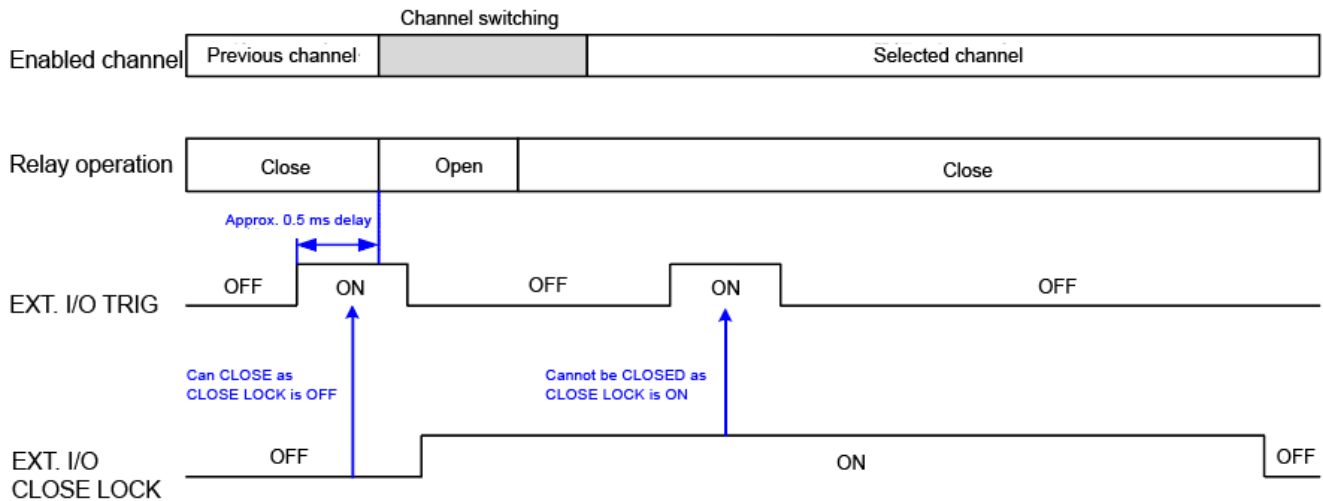 Channel switching
Enabled channel
Previous channel
Selected channel
Relay operation
Close
Open
Close
Approx. 0.5 ms delay
EXT. I/O TRIG
OFF
ON
OFF
ON
OFF
Can CLOSE as
CLOSE LOCK is OFF
Cannot be CLOSED as
CLOSE LOCK is ON
EXT. I/O
CLOSE LOCK
OFF
ON
OFF